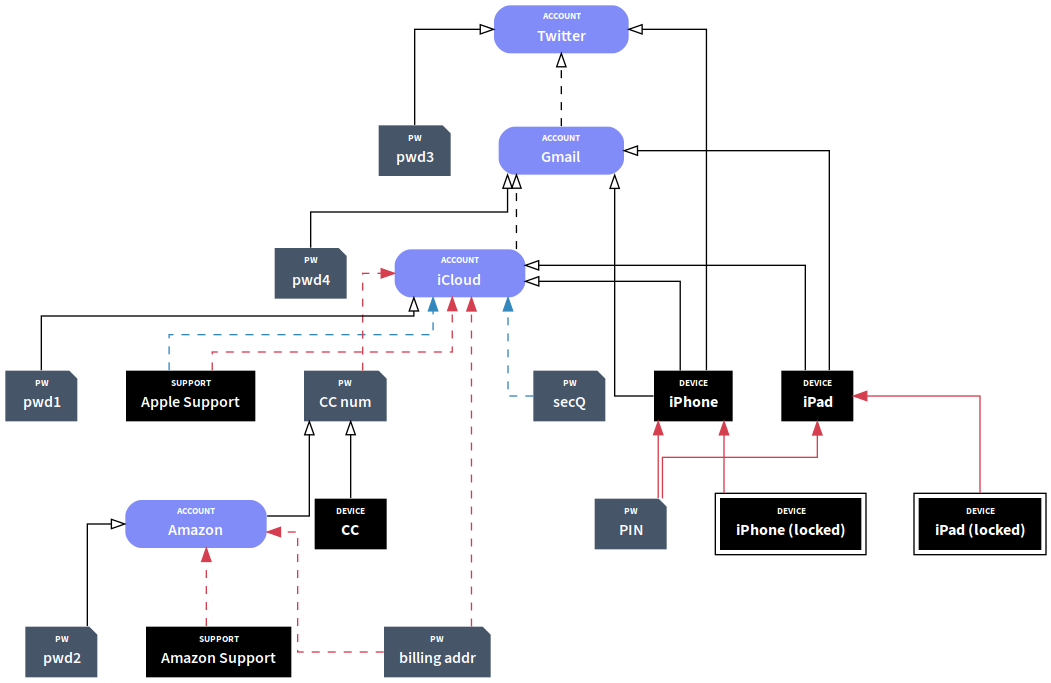 ACCOUNT
Twitter
PW
pwd3
ACCOUNT
Gmail
PW
pwd4
ACCOUNT
iCloud
PW
pwd1
SUPPORT
Apple Support
PW
CC num
PW
secQ
DEVICE
iPhone
DEVICE
iPad
ACCOUNT
Amazon
DEVICE
CC
PW
PIN
DEVICE
iPhone (locked)
DEVICE
iPad (locked)
PW
pwd2
SUPPORT
Amazon Support
PW
billing addr